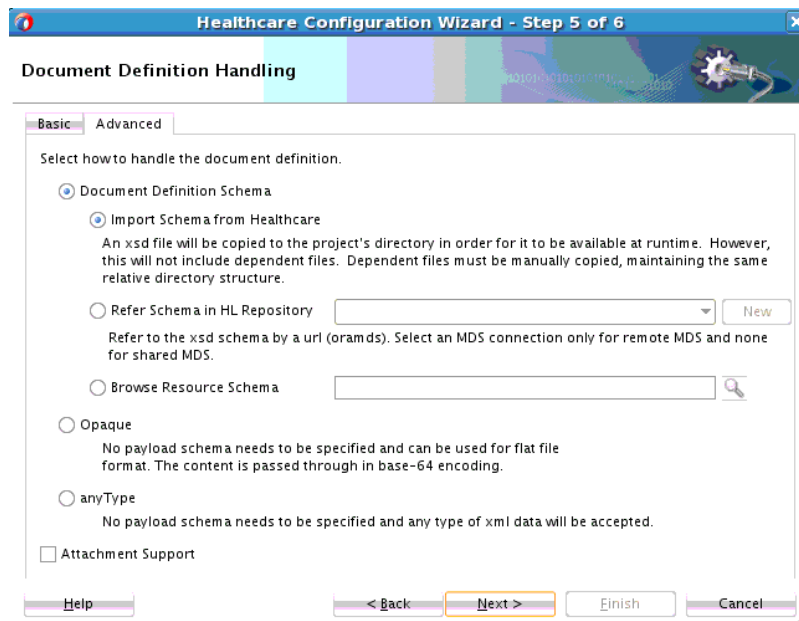 Healthcare Configuration Wizard - Step 5 of 6
Document Definition Handling
Basic Advanced
Select how to handle the document definition.
Document Definition Schema
Import Schema from Healthcare
An xsd file will be copied to the project's directory in order for it to be available at runtime. However,
this will not include dependent files. Dependent files must be manually copied, maintaining the same
relative directory structure.
Refer Schema in HL Repository New
Refer to the xsd schema by a url (oramds). Select an MDS connection only for remote MDS and none
for shared MDS.
Browse Resource Schema
Opaque
No payload schema needs to be specified and can be used for flat file
format. The content is passed through in base-64 encoding.
anyType
No payload schema needs to be specified and any type of xml data will be accepted.
Attachment Support
Help < Back Next > Finish Cancel